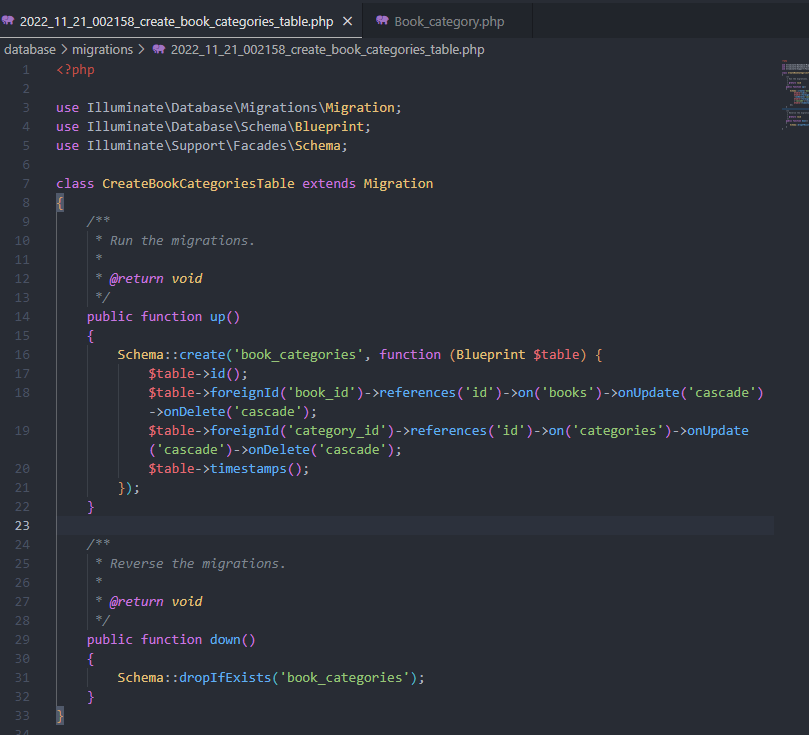 2022_11_21_002158_create_book_categories_table.php × Book_category.php
database > migrations > 2022_11_21_002158_create_book_categories_table.php
1 <?php
2
3 use Illuminate\Database\Migrations\Migration;
4 use Illuminate\Database\Schema\Blueprint;
5 use Illuminate\Support\Facades\Schema;
6
7 class CreateBookCategoriesTable extends Migration
8 {
9 /**
10 * Run the migrations.
11 *
12 * @return void
13 */
14 public function up()
15 {
16 Schema::create('book_categories', function (Blueprint $table) {
17 $table->id();
18 $table->foreignId('book_id')->references('id')->on('books')->onUpdate('cascade')
->onDelete('cascade');
19 $table->foreignId('category_id')->references('id')->on('categories')->onUpdate
('cascade')->onDelete('cascade');
20 $table->timestamps();
21 });
22 }
23
24 /**
25 * Reverse the migrations.
26 *
27 * @return void
28 */
29 public function down()
30 {
31 Schema::dropIfExists('book_categories');
32 }
33 }
34